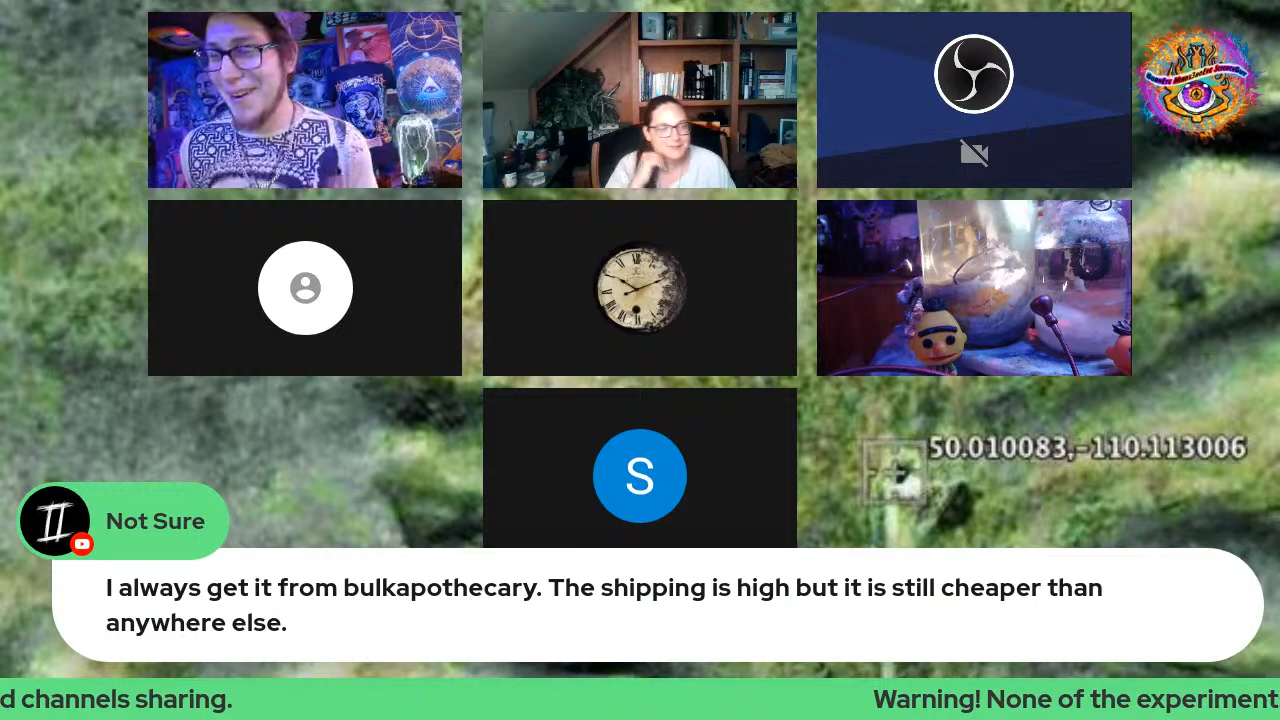 50.010083,-110.113006
S
Not Sure
I always get it from bulkapothecary. The shipping is high but it is still cheaper than
anywhere else.
d channels sharing.
Warning! None of the experiment